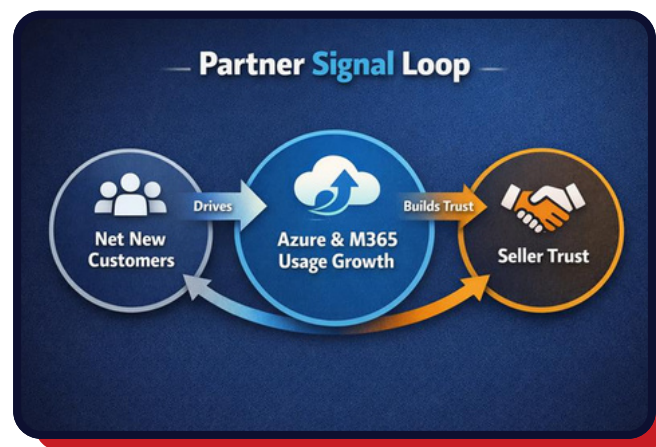 Partner Signal Loop
Drives
Builds Trust
Net New
Customers
Azure & M365
Usage Growth
Seller Trust